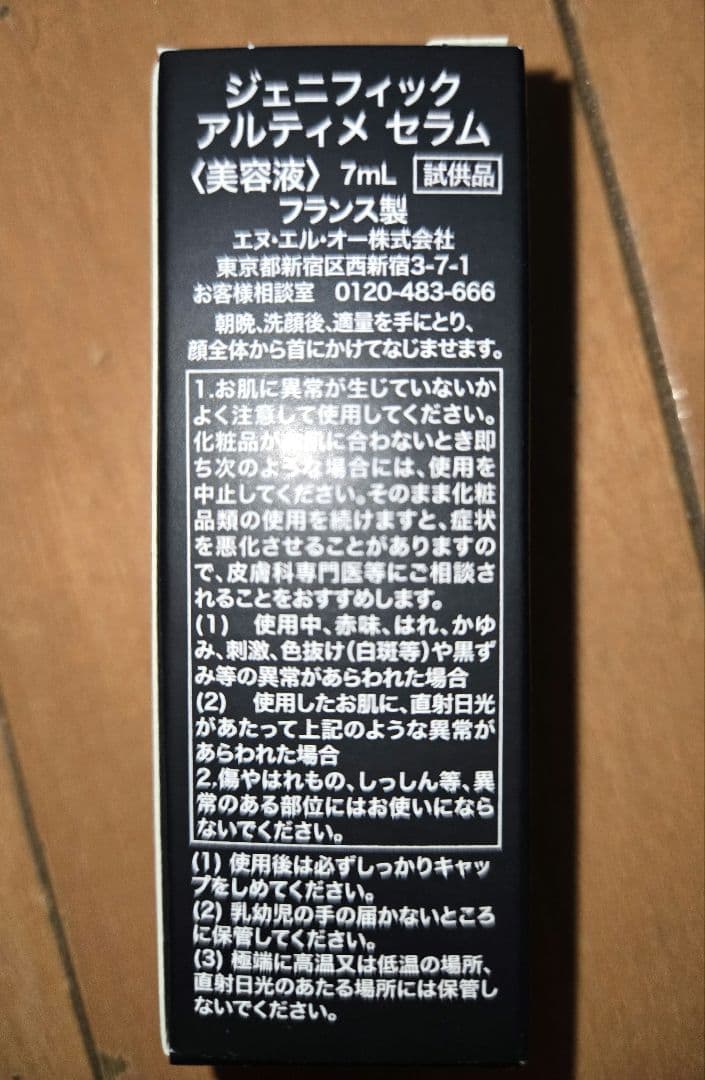 ジェニフィック
アルティメ セラム
〈美容液〉 7mL 試供品
フランス製
エヌ・エル・オー株式会社
東京都新宿区西新宿3-7-1
お客様相談室 0120-483-666
朝晩、洗顔後、適量を手にとり、
顔全体から首にかけてなじませます。
1.お肌に異常が生じていないか
よく注意して使用してください。
化粧品がお肌に合わないとき即
ち次のような場合には、使用を
中止してください。そのまま化粧
品類の使用を続けますと、症状
を悪化させることがありますの
で、皮膚科専門医等にご相談さ
れることをおすすめします。
(1) 使用中、赤味、はれ、かゆ
み、刺激、色抜け(白斑等)や黒ず
み等の異常があらわれた場合
(2) 使用したお肌に、直射日光
があたって上記のような異常が
あらわれた場合
2.傷やはれもの、しっしん等、異
常のある部位にはお使いになら
ないでください。
(1) 使用後は必ずしっかりキャッ
プをしめてください。
(2) 乳幼児の手の届かないところ
に保管してください。
(3) 極端に高温又は低温の場所、
直射日光のあたる場所には保管し
ないでください。